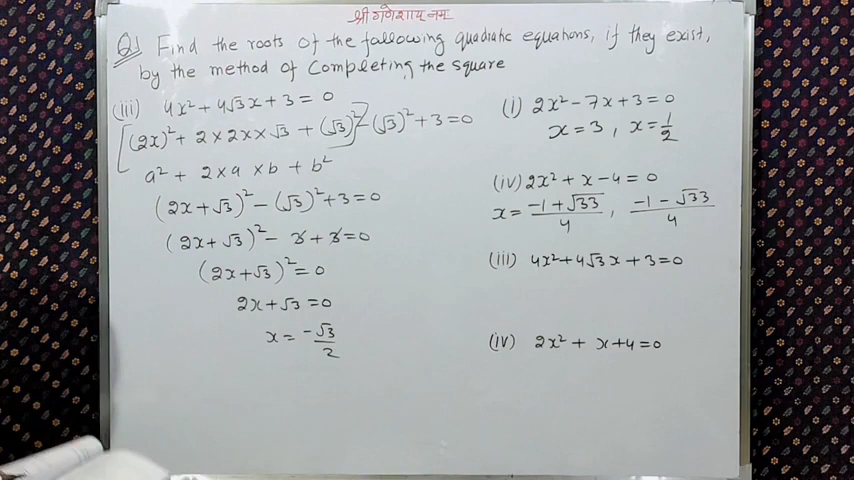 श्री गणेशाय नमः
Q1 Find the roots of the following quadratic equations, if they exist,
by the method of Completing the square
(iii) 4x² + 4√3x + 3 = 0
[(2x)² + 2 × 2x × √3 + (√3)²] - (√3)² + 3 = 0
a² + 2 × a × b + b²
(2x + √3)² - (√3)² + 3 = 0
(2x + √3)² - 3 + 3 = 0
(2x + √3)² = 0
2x + √3 = 0
x = -√3/2
(i) 2x² - 7x + 3 = 0
x = 3, x = 1/2
(iv) 2x² + x - 4 = 0
x = (-1 + √33)/4, (-1 - √33)/4
(iii) 4x² + 4√3x + 3 = 0
(iv) 2x² + x + 4 = 0